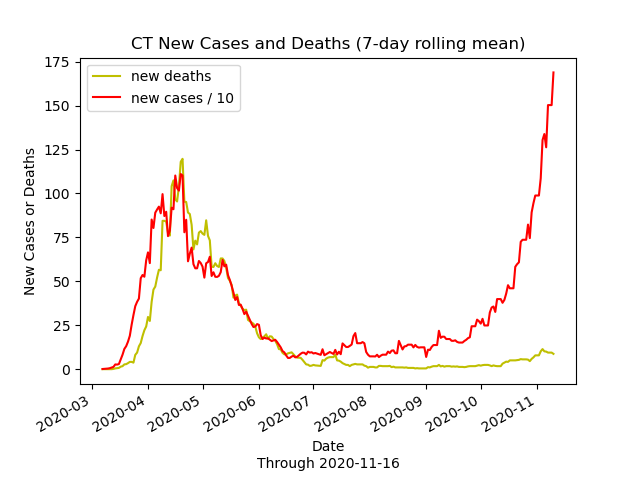 CT New Cases and Deaths (7-day rolling mean)
new deaths
new cases / 10
New Cases or Deaths
175
150
125
100
75
50
25
0
2020-03
2020-04
2020-05
2020-06
2020-07
2020-08
2020-09
2020-10
2020-11
Date
Through 2020-11-16